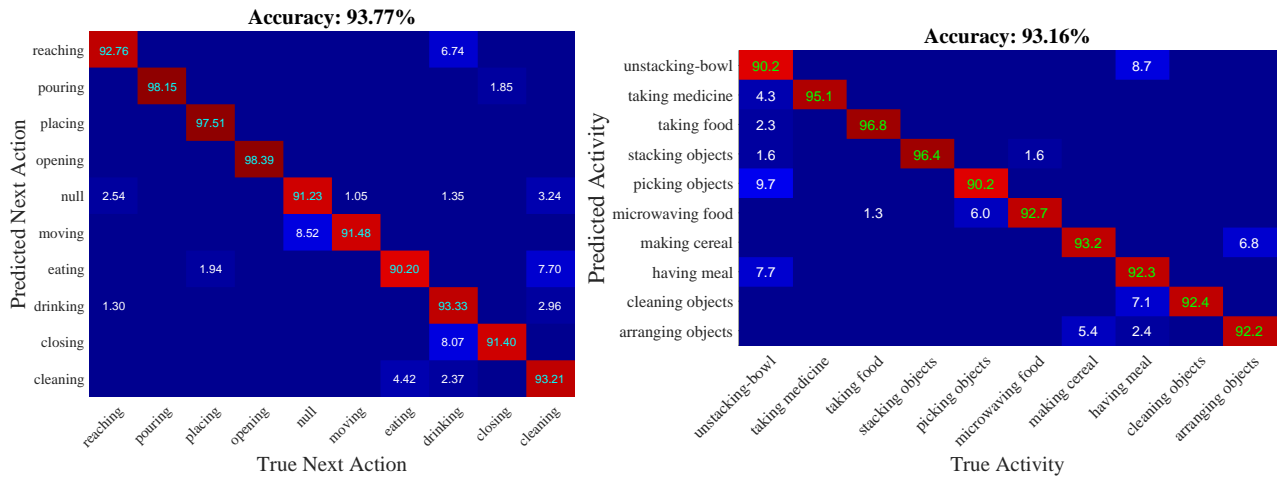 Accuracy: 93.77%
Predicted Next Action
reaching 92.76 6.74
pouring 98.15 1.85
placing 97.51
opening 98.39
null 2.54 91.23 1.05 1.35 3.24
moving 8.52 91.48
eating 1.94 90.20 7.70
drinking 1.30 93.33 2.96
closing 8.07 91.40
cleaning 4.42 2.37 93.21
reaching pouring placing opening null moving eating drinking closing cleaning
True Next Action
Accuracy: 93.16%
Predicted Activity
unstacking-bowl 90.2 8.7
taking medicine 4.3 95.1
taking food 2.3 96.8
stacking objects 1.6 96.4 1.6
picking objects 9.7 90.2
microwaving food 1.3 6.0 92.7
making cereal 93.2 6.8
having meal 7.7 92.3
cleaning objects 7.1 92.4
arranging objects 5.4 2.4 92.2
unstacking-bowl taking medicine taking food stacking objects picking objects microwaving food making cereal having meal cleaning objects arranging objects
True Activity